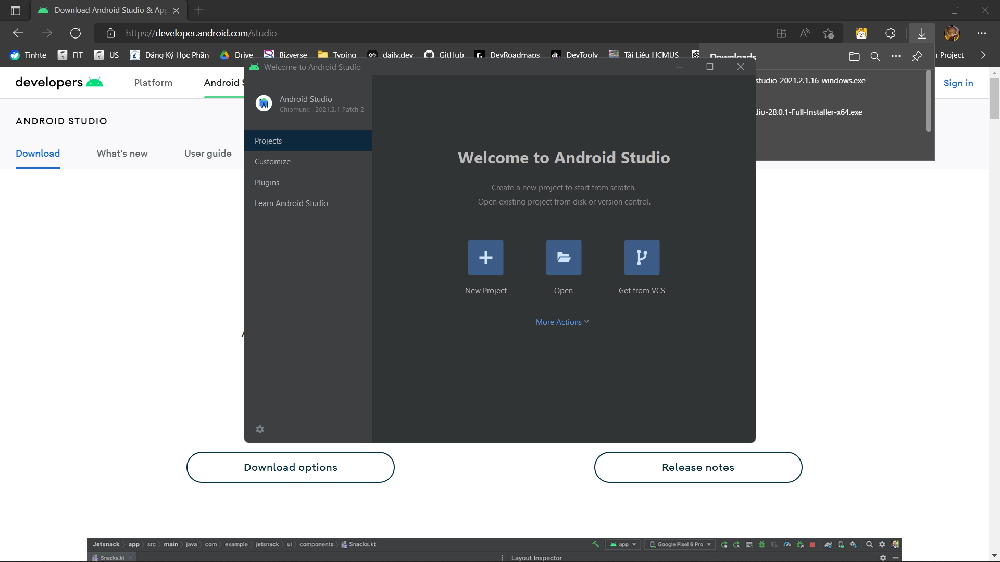 Download Android Studio & Ap
https://developer.android.com/studio
Tinhte FIT US Đăng Ký Học Phần Drive Bizverse Typing daily.dev GitHub DevRoadmaps DevToolv Tài Liệu HCMUS Project
Downloads
studio-2021.2.1.16-windows.exe
dio-28.0.1-Full-Installer-x64.exe
developers Platform Android S Sign in
ANDROID STUDIO
Download What's new User guide
Welcome to Android Studio
Android Studio
Chipmunk | 2021.2.1 Patch 2
Projects
Customize
Plugins
Learn Android Studio
Welcome to Android Studio
Create a new project to start from scratch.
Open existing project from disk or version control.
New Project Open Get from VCS
More Actions
Download options Release notes
Jetsnack app src main java com example jetsnack ui components Snacks.kt app Google Pixel 6 Pro
Snacks.kt Layout Inspector